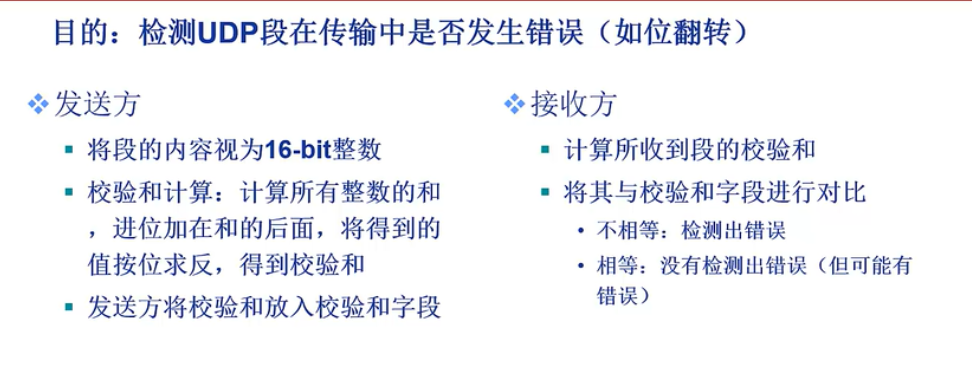 目的：检测UDP段在传输中是否发生错误（如位翻转）
发送方
将段的内容视为16-bit整数
校验和计算：计算所有整数的和
，进位加在和的后面，将得到的
值按位求反，得到校验和
发送方将校验和放入校验和字段
接收方
计算所收到段的校验和
将其与校验和字段进行对比
不相等：检测出错误
相等：没有检测出错误（但可能有
错误）